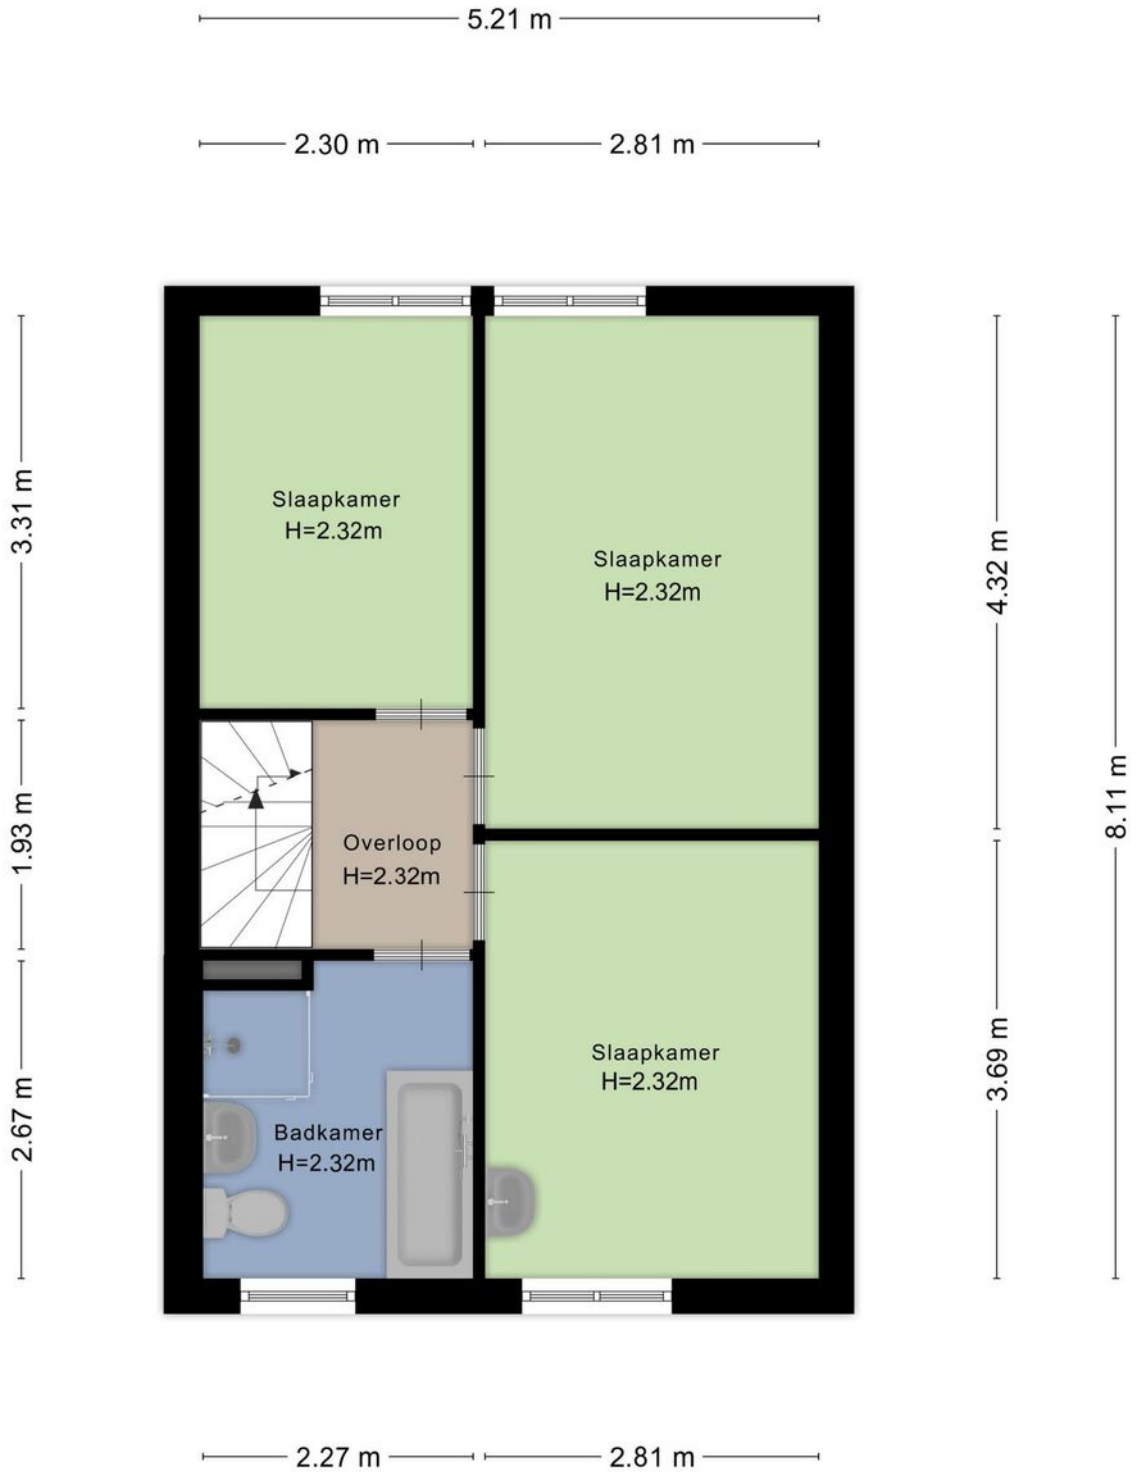 5.21 m
2.30 m
2.81 m
3.31 m
Slaapkamer
H=2.32m
Slaapkamer
H=2.32m
4.32 m
8.11 m
1.93 m
Overloop
H=2.32m
Slaapkamer
H=2.32m
3.69 m
2.67 m
Badkamer
H=2.32m
2.27 m
2.81 m